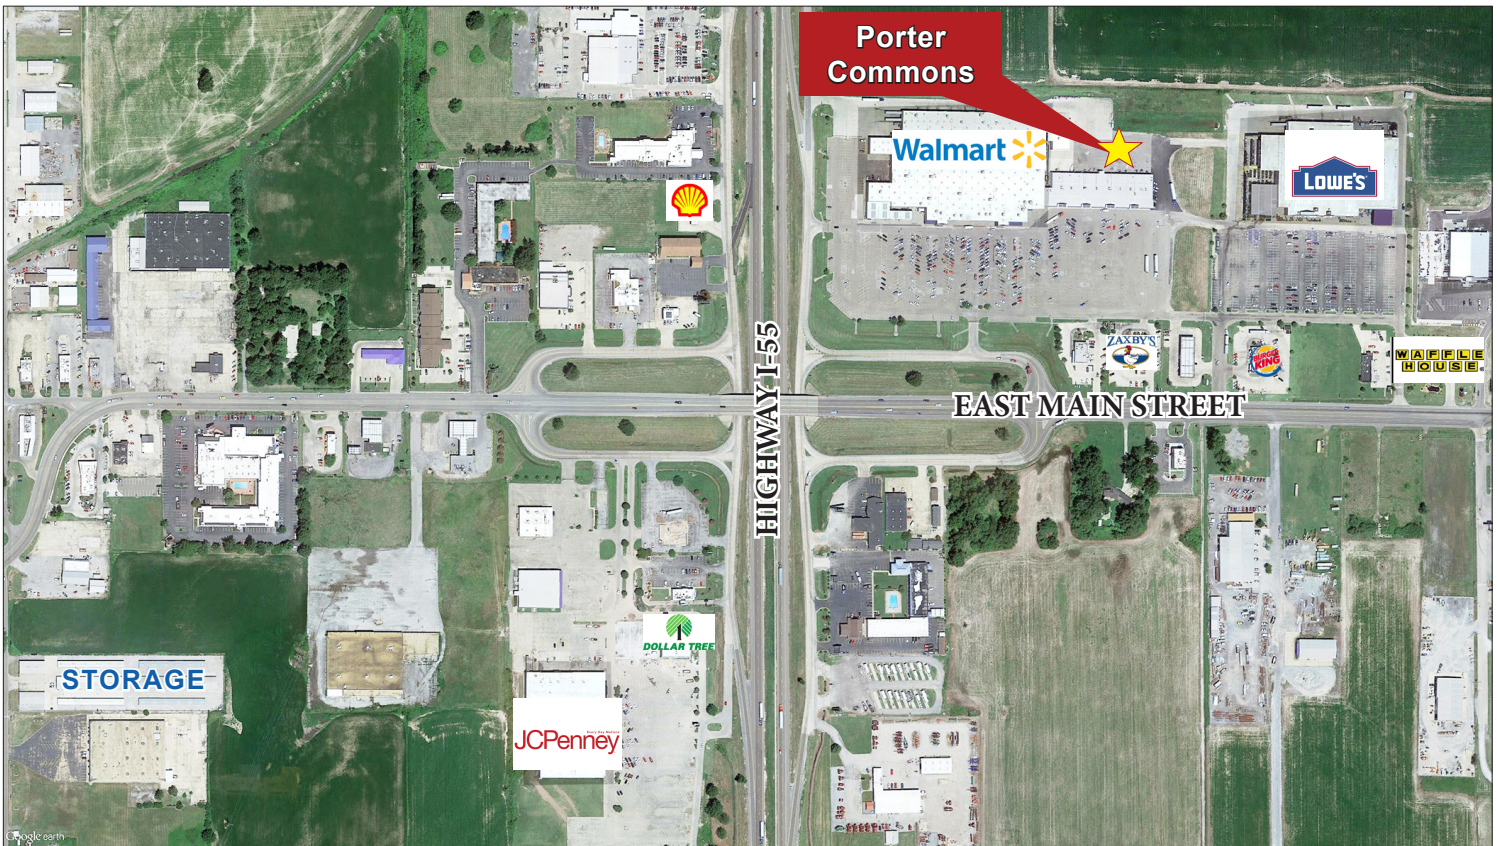 Porter
Commons
Walmart
LOWE'S
HIGHWAY I-55
ZAXBY'S
BURGER
KING
WAFFLE
HOUSE
EAST MAIN STREET
DOLLAR TREE
STORAGE
JCPenney
Google earth